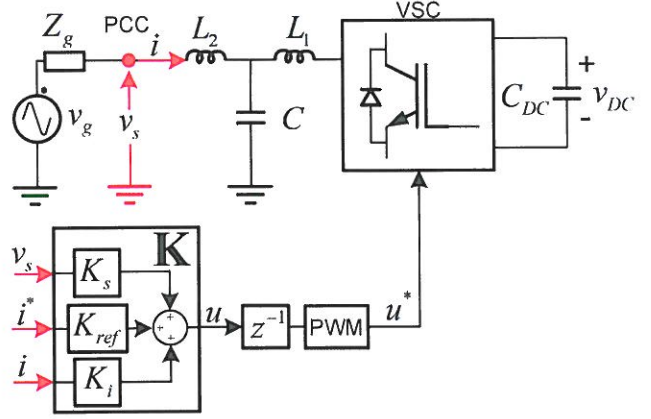 Z_g
PCC
i
L_2
L_1
VSC
v_g
v_s
C
C_DC
+
v_DC
-
K
v_s
K_s
i*
K_ref
+
+
+
u
z^-1
PWM
u*
i
K_i